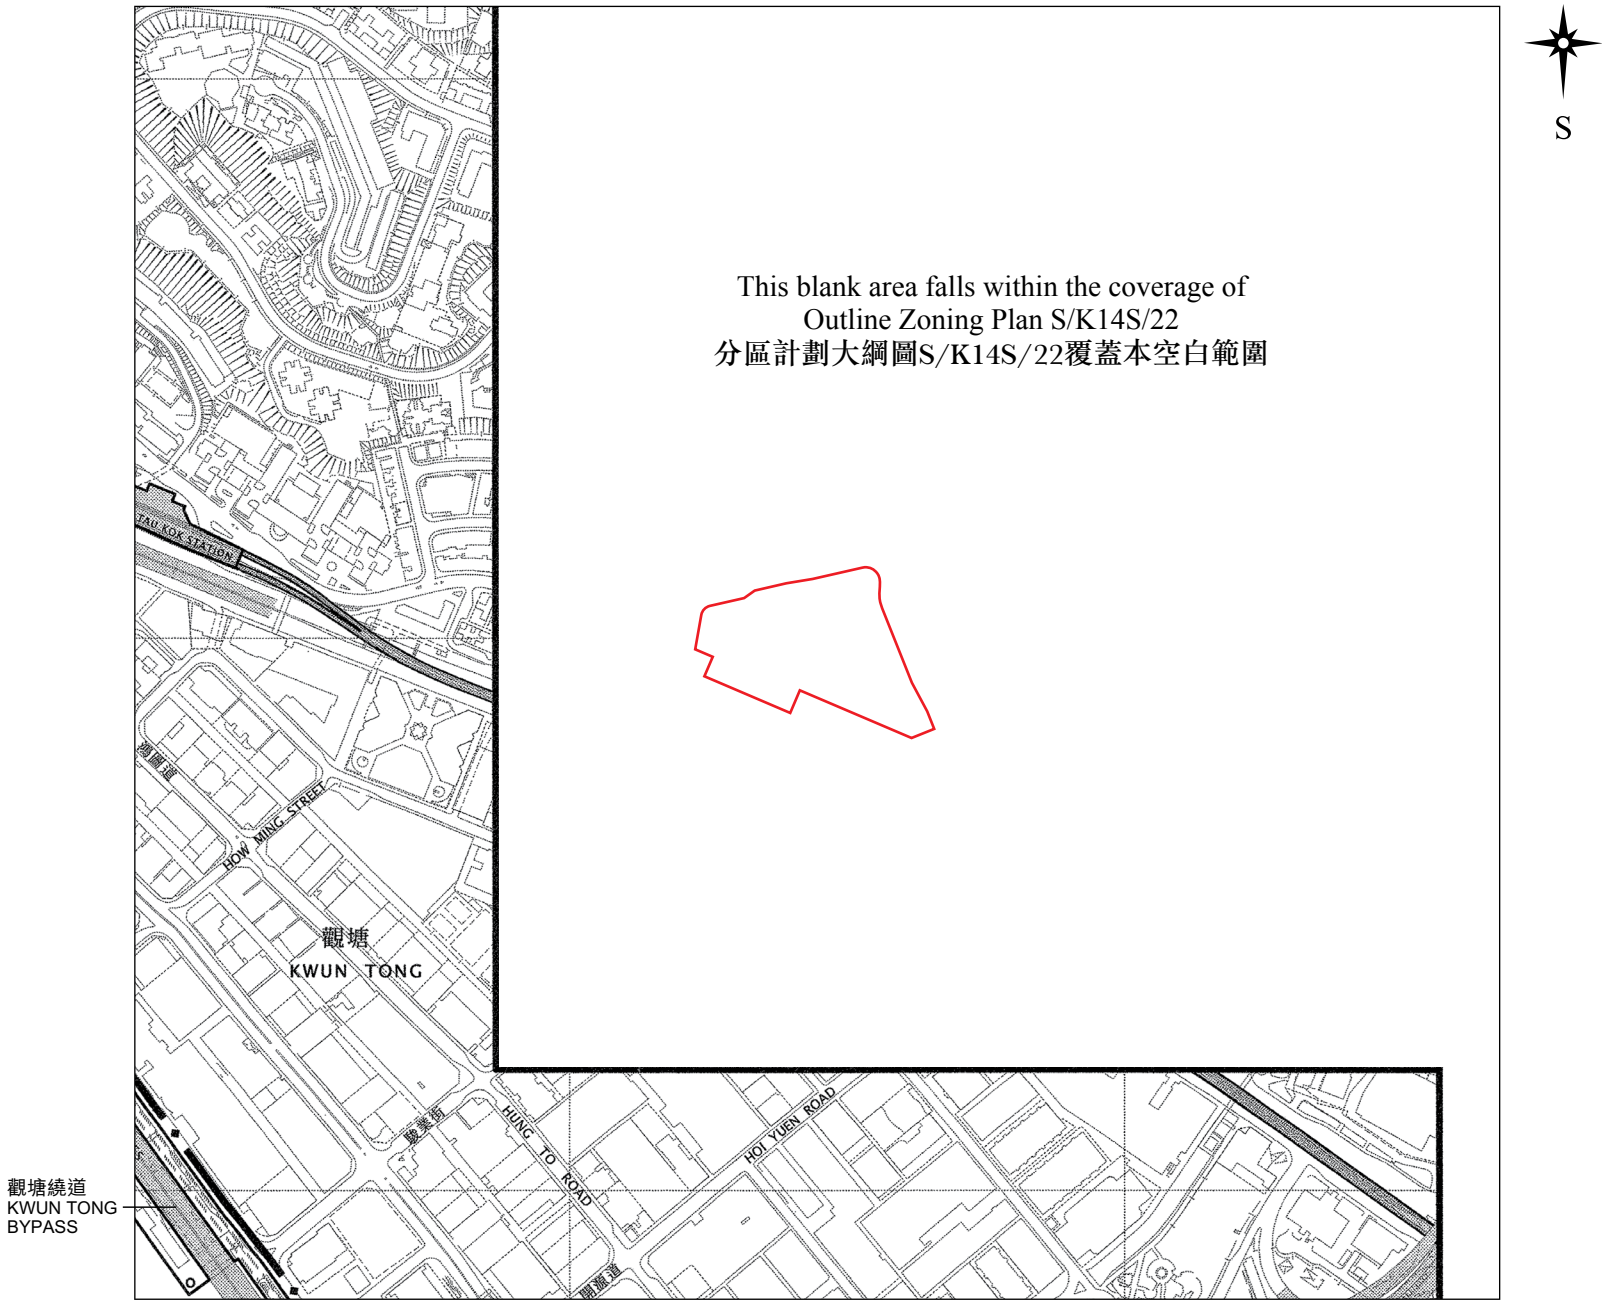 S
This blank area falls within the coverage of
Outline Zoning Plan S/K14S/22
分區計劃大綱圖S/K14S/22覆蓋本空白範圍
TAU KOK STATION
鴻圖道
HOW MING STREET
觀塘
KWUN TONG
駿業街
HUNG TO ROAD
HOI YUEN ROAD
開源道
觀塘繞道
KWUN TONG
BYPASS